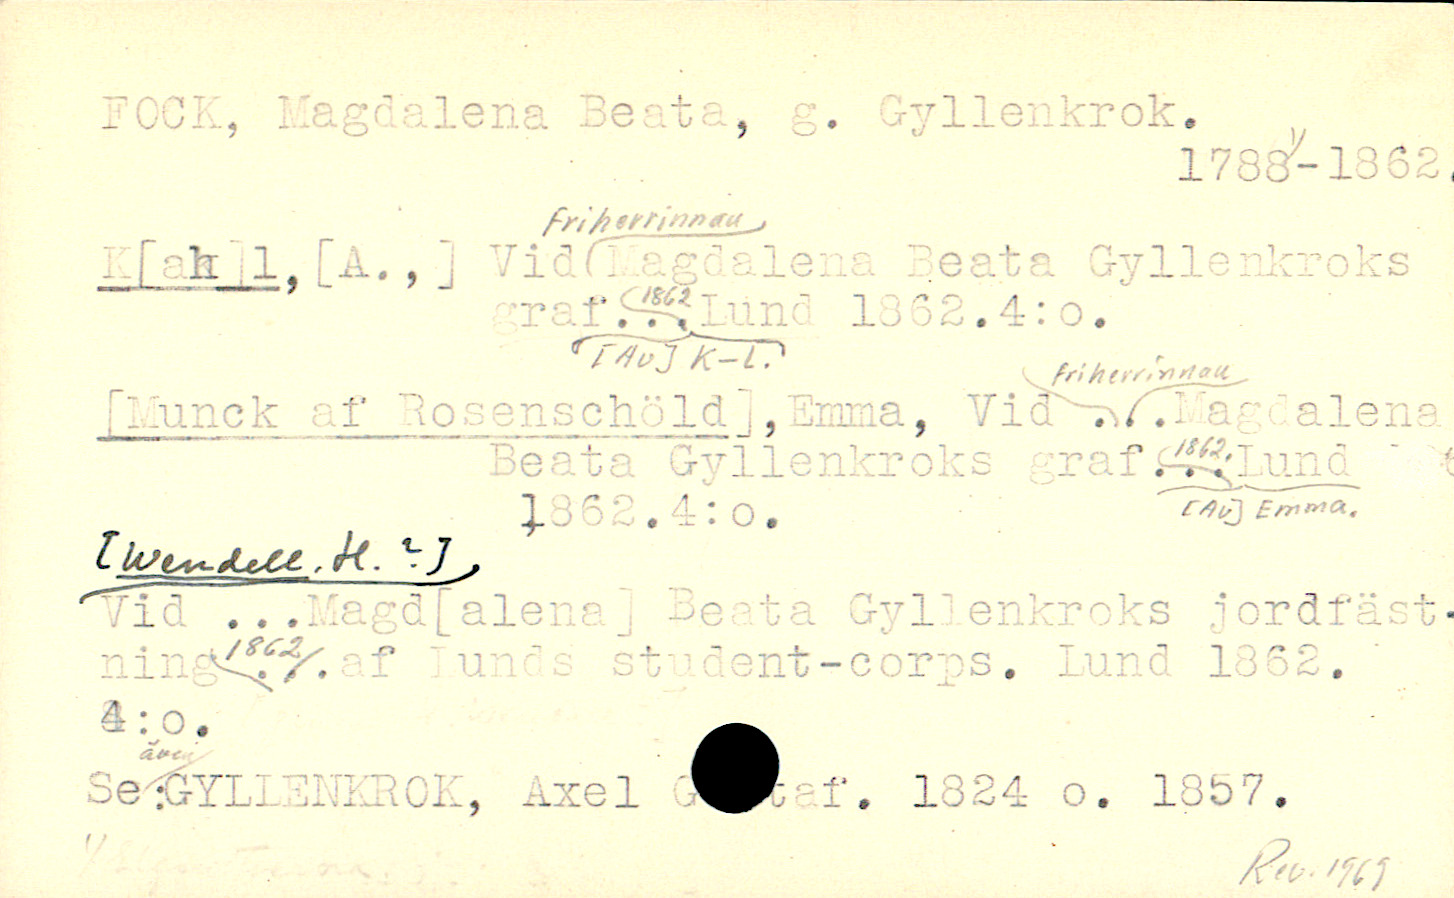 FOCK, Magdalena Beata, g. Gyllenkrok.
1788 1)-1862.
friherrinnan
K[ah]l, [A.,] Vid Magdalena Beata Gyllenkroks
1862
graf...Lund 1862.4:o.
[Av] K-l.
friherrinnan
[Munck af Rosenschöld], Emma, Vid ...Magdalena
Beata Gyllenkroks graf...Lund
1862.
[Av] Emma.
1862.4:o.
[Wendell, H.?]
Vid ...Magd[alena] Beata Gyllenkroks jordfäst-
1862
ning...af Lunds student-corps. Lund 1862.
4:o.
även
Se:GYLLENKROK, Axel G taf. 1824 o. 1857.
1)
Rev. 1969